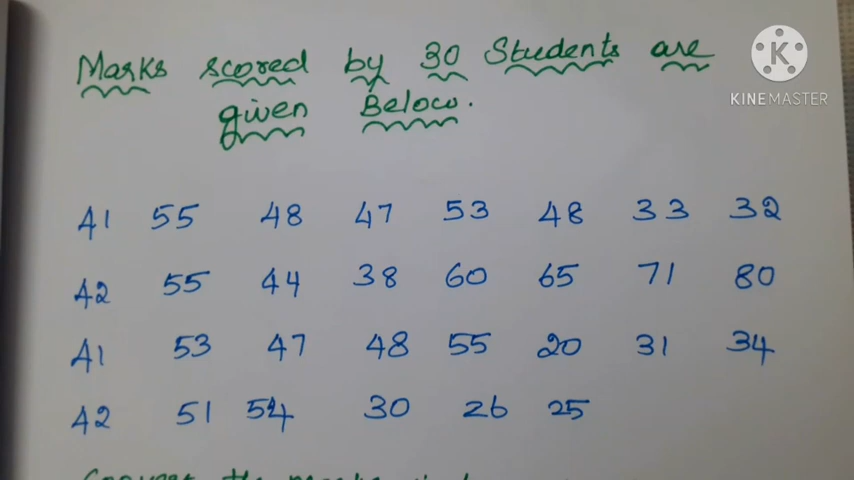 Marks scored by 30 Students are
given Below.
K
KINEMASTER
41 55 48 47 53 48 33 32
42 55 44 38 60 65 71 80
41 53 47 48 55 20 31 34
42 51 54 30 26 25